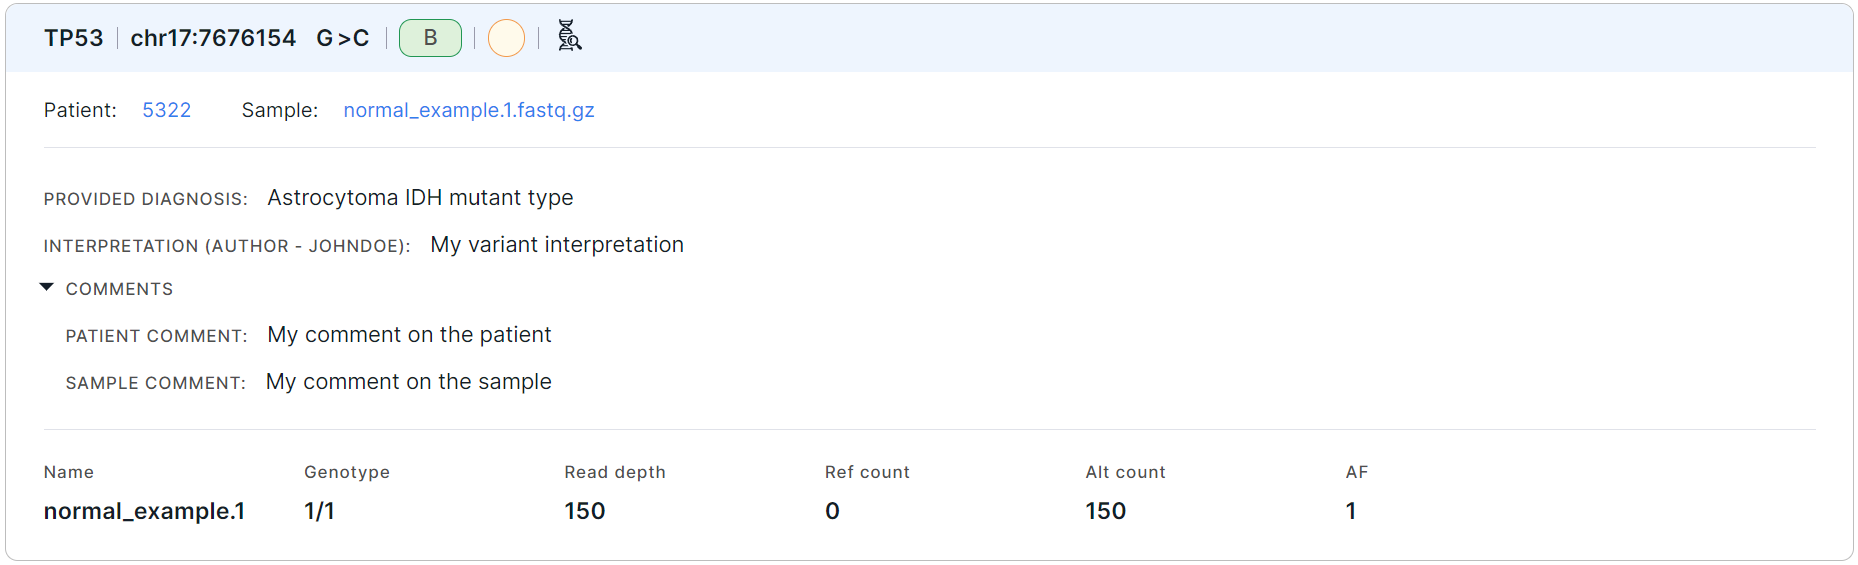 TP53 chr17:7676154 G>C B
Patient: 5322 Sample: normal_example.1.fastq.gz
PROVIDED DIAGNOSIS: Astrocytoma IDH mutant type
INTERPRETATION (AUTHOR - JOHNDOE): My variant interpretation
COMMENTS
PATIENT COMMENT: My comment on the patient
SAMPLE COMMENT: My comment on the sample
Name Genotype Read depth Ref count Alt count AF
normal_example.1 1/1 150 0 150 1